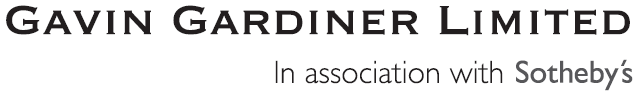 GAVIN GARDINER LIMITED
In association with Sotheby's